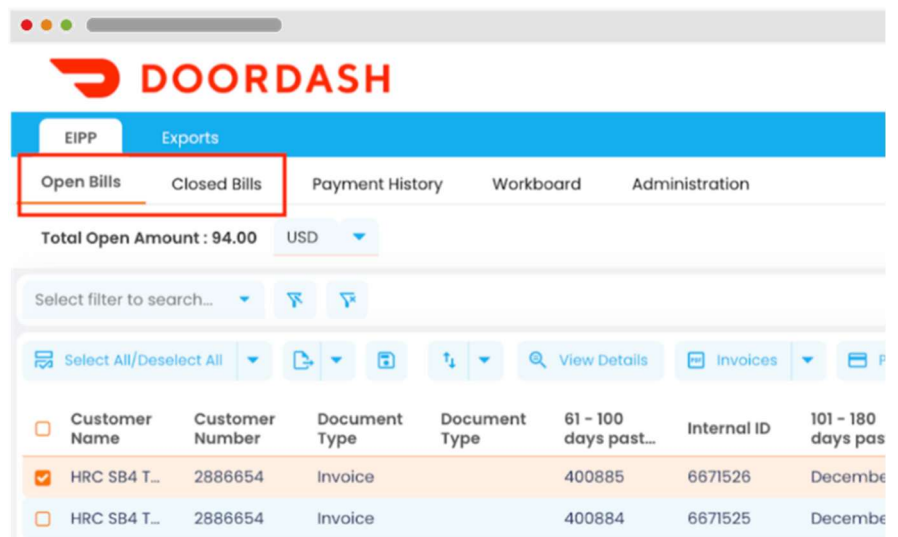 DOORDASH
EIPP Exports
Open Bills Closed Bills Payment History Workboard Administration
Total Open Amount : 94.00 USD
Select filter to search...
Select All/Deselect All View Details PDF Invoices
Customer Name Customer Number Document Type Document Type 61 - 100 days past... Internal ID 101 - 180 days pas
HRC SB4 T... 2886654 Invoice 400885 6671526 Decembe
HRC SB4 T... 2886654 Invoice 400884 6671525 Decembe